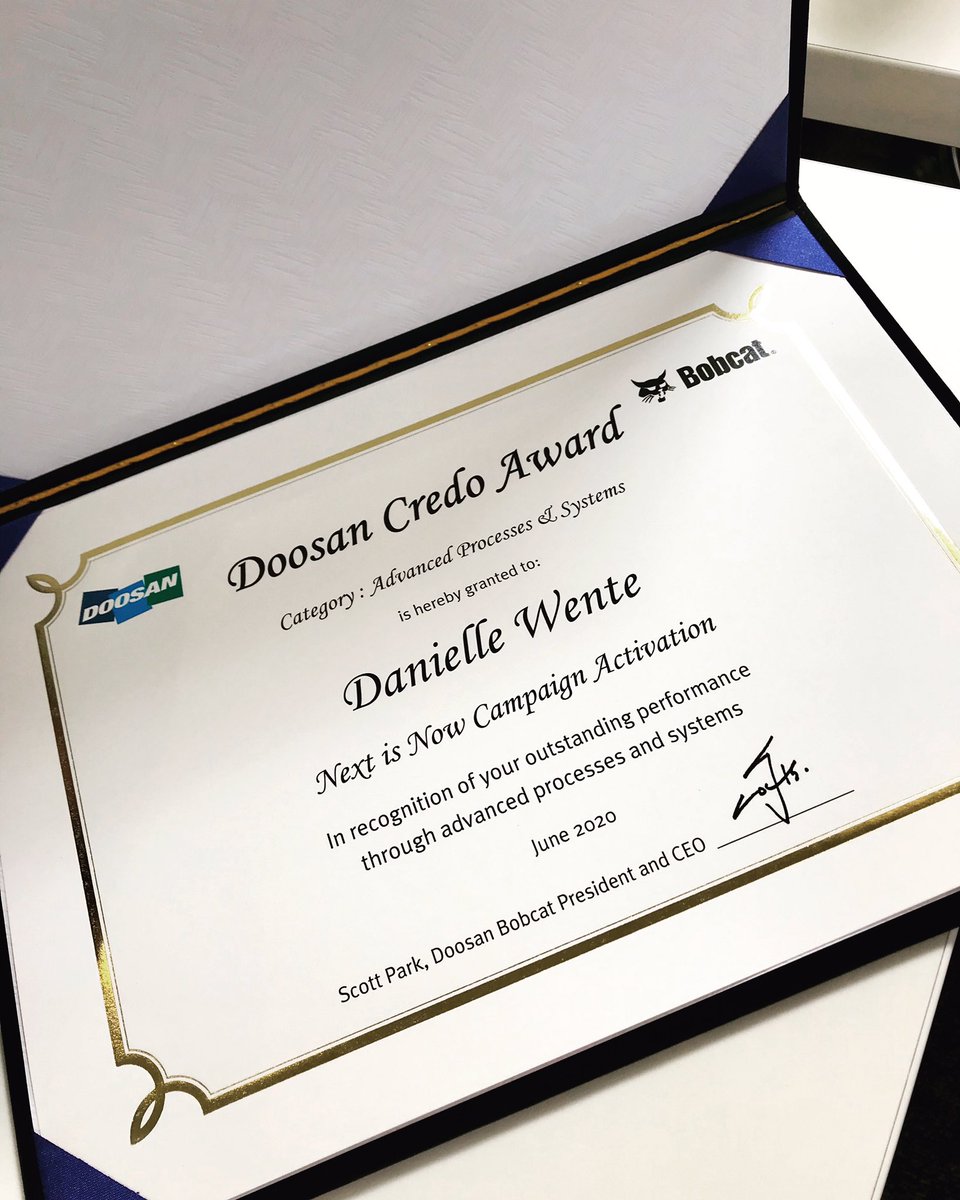 Bobcat.
DOOSAN
Doosan Credo Award
Category : Advanced Processes & Systems
is hereby granted to:
Danielle Wente
Next is Now Campaign Activation
In recognition of your outstanding performance
through advanced processes and systems
June 2020
Scott Park, Doosan Bobcat President and CEO